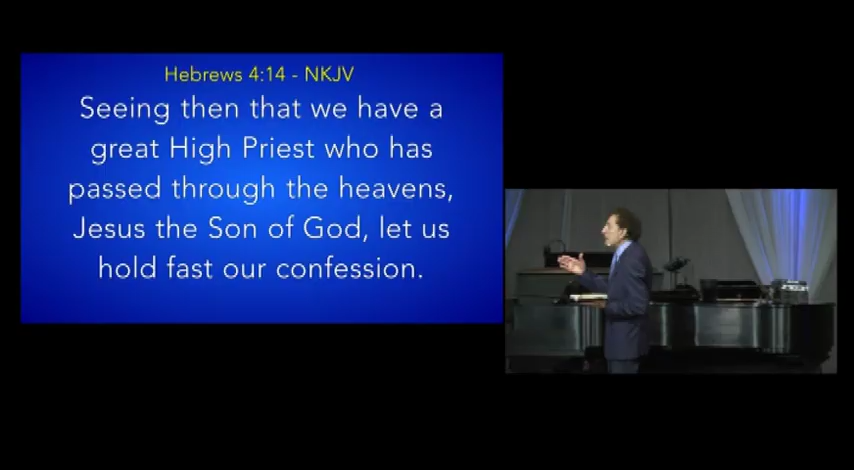 Hebrews 4:14 - NKJV
Seeing then that we have a
great High Priest who has
passed through the heavens,
Jesus the Son of God, let us
hold fast our confession.